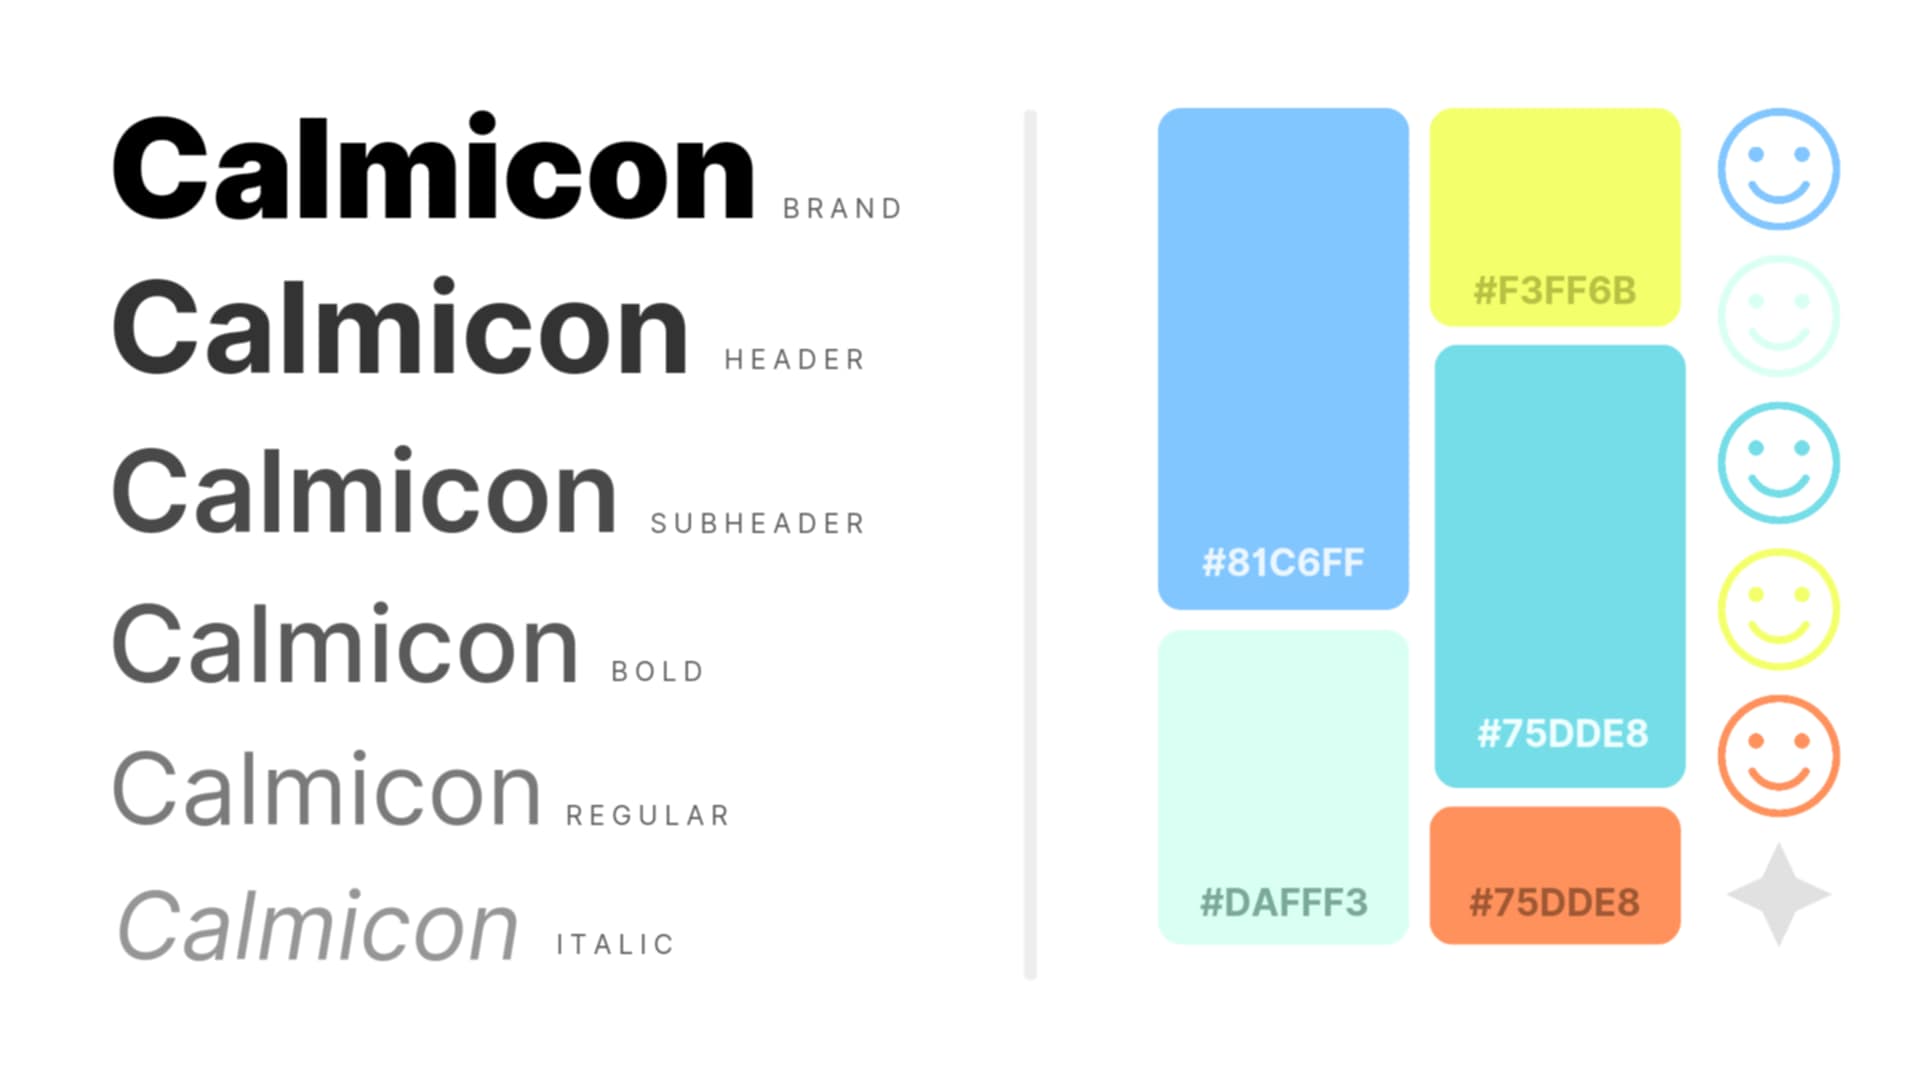 Calmicon BRAND
Calmicon HEADER
Calmicon SUBHEADER
Calmicon BOLD
Calmicon REGULAR
Calmicon ITALIC
#81C6FF
#DAFFF3
#F3FF6B
#75DDE8
#75DDE8